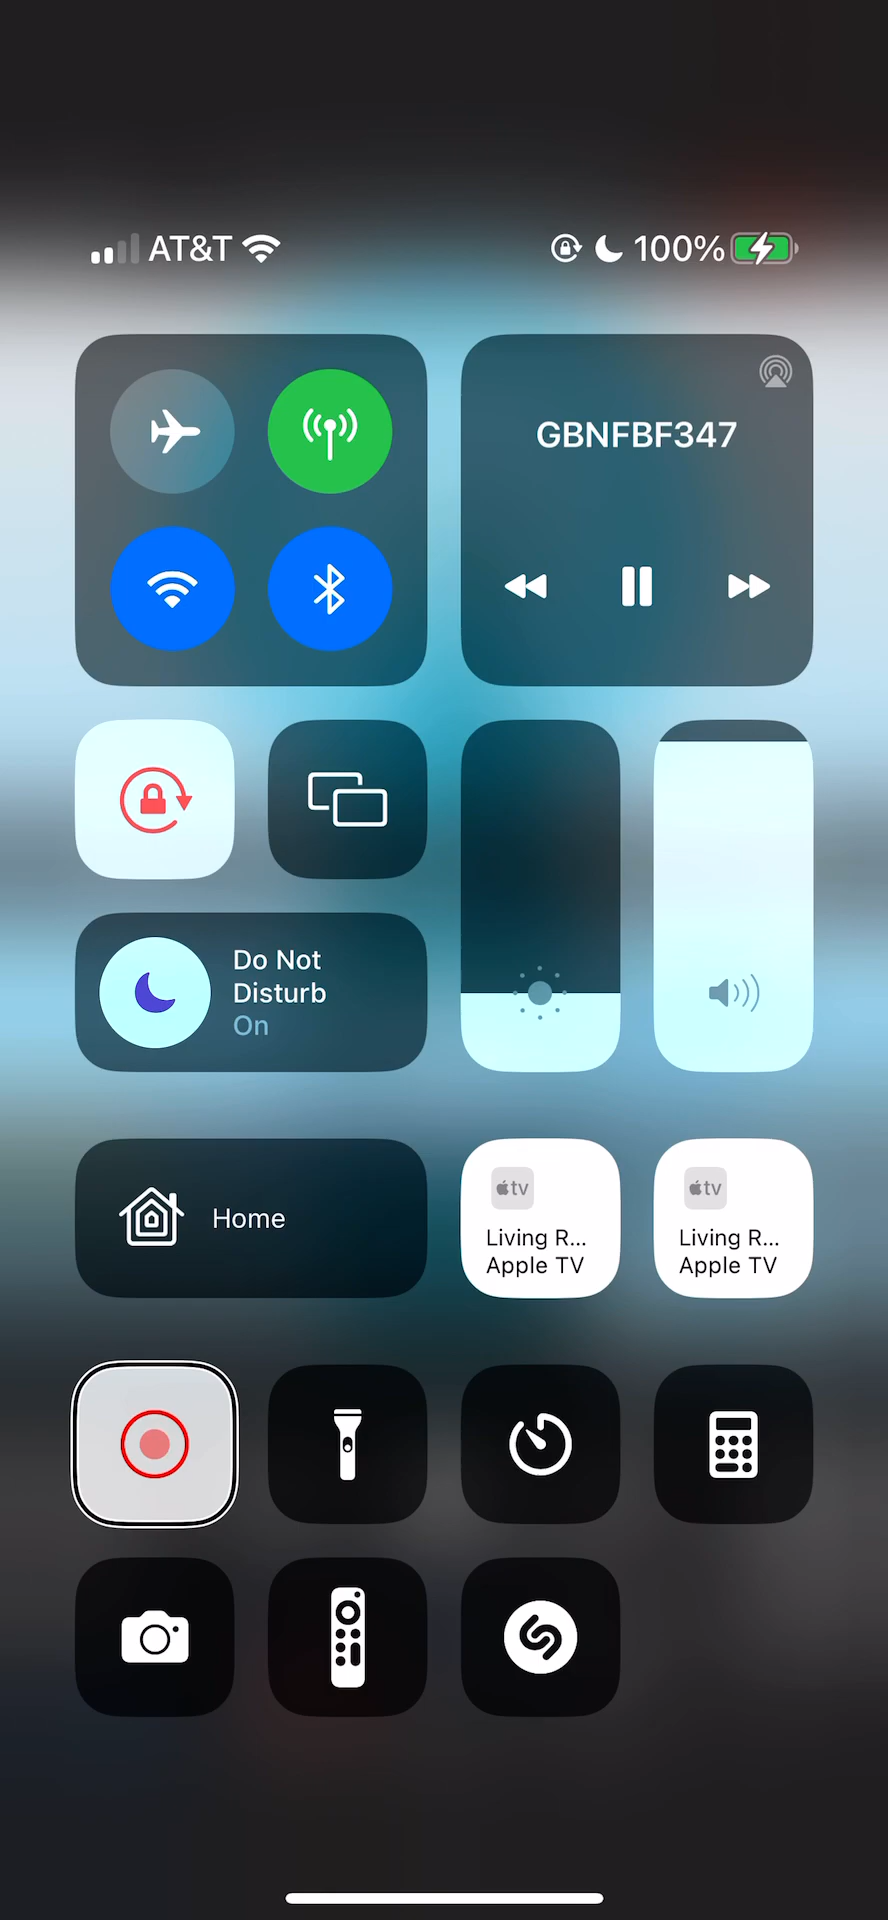 AT&T
100%
GBNFBF347
Do Not
Disturb
On
Home
tv
Living R...
Apple TV
tv
Living R...
Apple TV